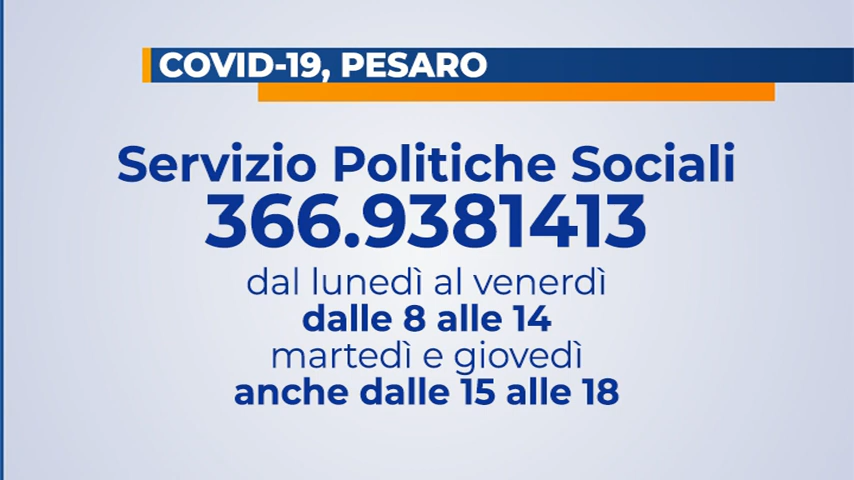 COVID-19, PESARO
Servizio Politiche Sociali
366.9381413
dal lunedì al venerdì
dalle 8 alle 14
martedì e giovedì
anche dalle 15 alle 18